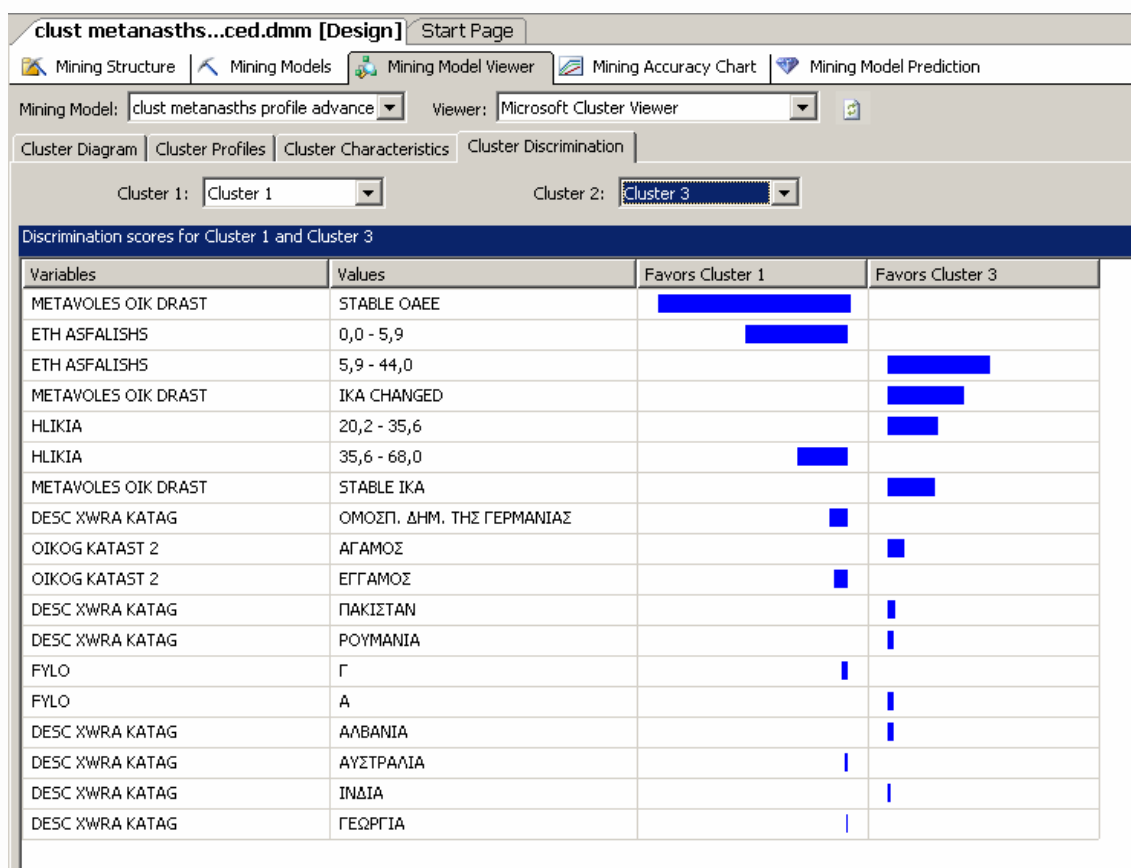 clust metanasths...ced.dmm [Design] Start Page
Mining Structure Mining Models Mining Model Viewer Mining Accuracy Chart Mining Model Prediction
Mining Model: clust metanasths profile advance Viewer: Microsoft Cluster Viewer
Cluster Diagram Cluster Profiles Cluster Characteristics Cluster Discrimination
Cluster 1: Cluster 1 Cluster 2: Cluster 3
Discrimination scores for Cluster 1 and Cluster 3
Variables Values Favors Cluster 1 Favors Cluster 3
METAVOLES OIK DRAST STABLE OAEE
ETH ASFALISHS 0,0 - 5,9
ETH ASFALISHS 5,9 - 44,0
METAVOLES OIK DRAST IKA CHANGED
HLIKIA 20,2 - 35,6
HLIKIA 35,6 - 68,0
METAVOLES OIK DRAST STABLE IKA
DESC XWRA KATAG ΟΜΟΣΠ. ΔΗΜ. ΤΗΣ ΓΕΡΜΑΝΙΑΣ
OIKOG KATAST 2 ΑΓΑΜΟΣ
OIKOG KATAST 2 ΕΓΓΑΜΟΣ
DESC XWRA KATAG ΠΑΚΙΣΤΑΝ
DESC XWRA KATAG ΡΟΥΜΑΝΙΑ
FYLO Γ
FYLO Α
DESC XWRA KATAG ΑΛΒΑΝΙΑ
DESC XWRA KATAG ΑΥΣΤΡΑΛΙΑ
DESC XWRA KATAG ΙΝΔΙΑ
DESC XWRA KATAG ΓΕΩΡΓΙΑ